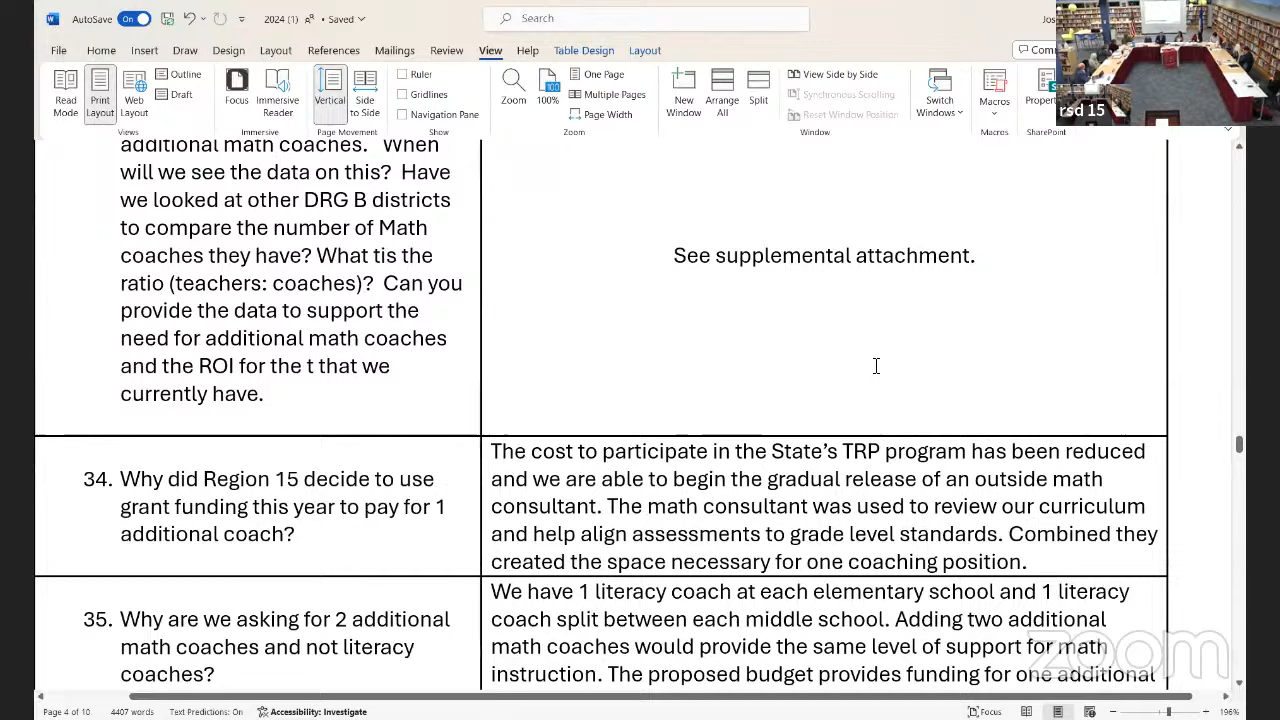 AutoSave On 2024 (1) • Saved Search Jos
File Home Insert Draw Design Layout References Mailings Review View Help Table Design Layout
Read Mode Print Layout Web Layout Outline Draft Views
Focus Immersive Reader Immersive
Vertical Side to Side Page Movement
Ruler Gridlines Navigation Pane Show
Zoom 100% One Page Multiple Pages Page Width Zoom
New Window Arrange All Split View Side by Side Synchronous Scrolling Reset Window Position Window
Switch Windows Macros Macros SharePoint
rsd 15
additional math coaches. When
will we see the data on this? Have
we looked at other DRG B districts
to compare the number of Math
coaches they have? What tis the
ratio (teachers: coaches)? Can you
provide the data to support the
need for additional math coaches
and the ROI for the t that we
currently have.
See supplemental attachment.
34. Why did Region 15 decide to use
grant funding this year to pay for 1
additional coach?
The cost to participate in the State’s TRP program has been reduced
and we are able to begin the gradual release of an outside math
consultant. The math consultant was used to review our curriculum
and help align assessments to grade level standards. Combined they
created the space necessary for one coaching position.
35. Why are we asking for 2 additional
math coaches and not literacy
coaches?
We have 1 literacy coach at each elementary school and 1 literacy
coach split between each middle school. Adding two additional
math coaches would provide the same level of support for math
instruction. The proposed budget provides funding for one additional
zoom
Page 4 of 10 4407 words Text Predictions: On Accessibility: Investigate Focus 196%